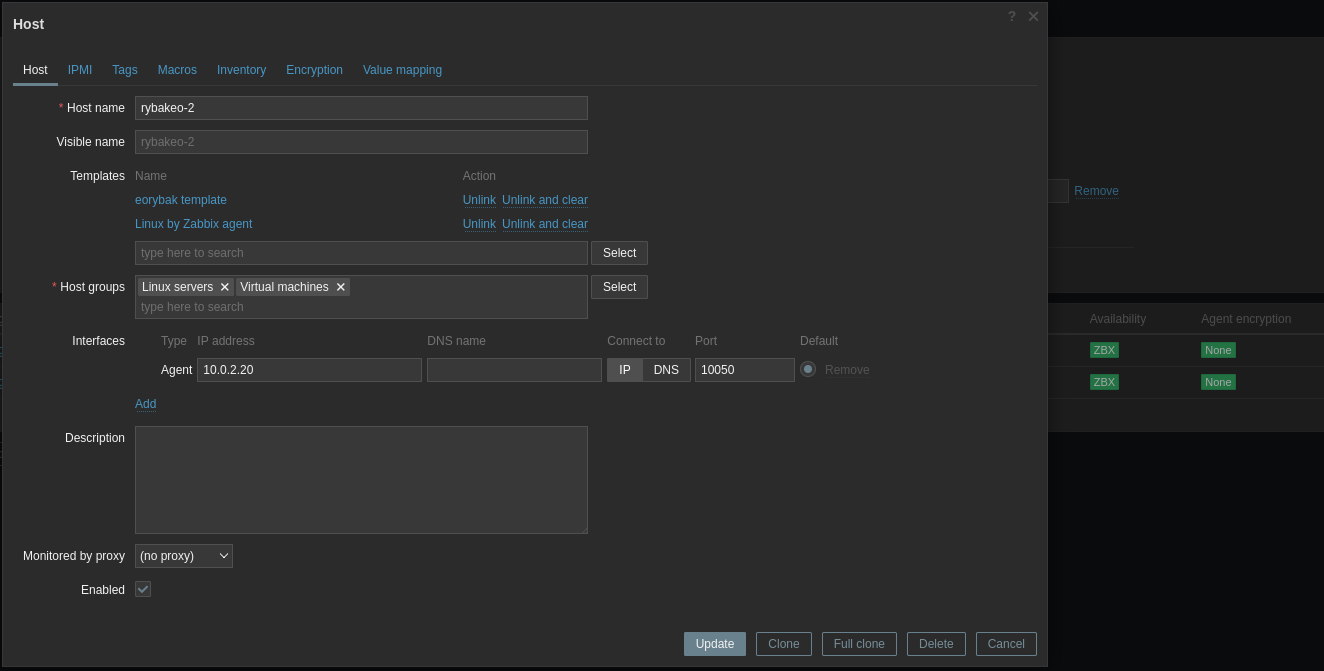 Host ?
Host IPMI Tags Macros Inventory Encryption Value mapping
* Host name rybakeo-2
Visible name rybakeo-2
Templates Name Action
Remove
eorybak template Unlink Unlink and clear
Linux by Zabbix agent Unlink Unlink and clear
type here to search Select
* Host groups Linux servers Virtual machines Select
type here to search
Availability Agent encryption
Interfaces Type IP address DNS name Connect to Port Default
ZBX None
Agent 10.0.2.20 IP DNS 10050 Remove
ZBX None
Add
Description
Monitored by proxy (no proxy)
Enabled
Update Clone Full clone Delete Cancel